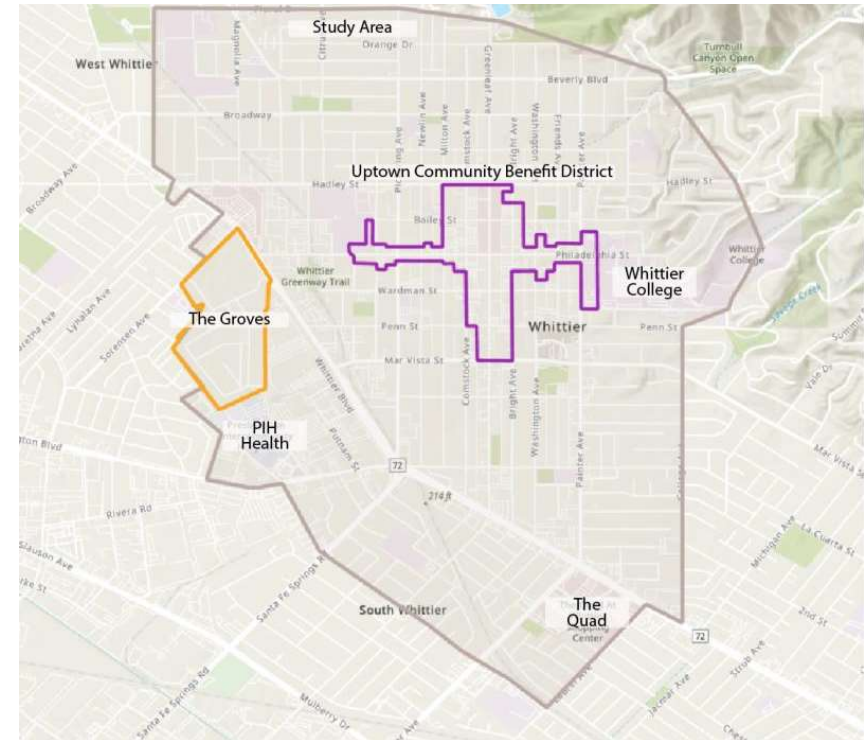 Study Area
Orange Dr
Turnbull
Canyon Open
Space
West Whittier
Magnolia Ave
Beverly Blvd
Greenleaf Ave
Broadway
Newlin Ave
Milton Ave
Washington
Broadway Ave
Uptown Community Benefit District
Hadley St
Hadley St
Bailey St
Philadelphia St
Whittier
College
Whittier
College
Whittier
Greenway Trail
Wardman St
The Groves
Lynalan Ave
Sorensen Ave
Penn St
Whittier
Penn St
Mar Vista St
Whittier Blvd
Comstock Ave
Bright Ave
Washington Ave
Painter Ave
PIH
Health
Putnam St
72
214 ft
Mar Vista St
Rivera Rd
Slauson Ave
Michigan Ave
La Cuarta St
2nd St
Santa Fe Springs Rd
South Whittier
The
Quad
Center
72
Strub Ave
Jacmar Ave
Mulberry Dr
Santa Fe Springs Rd